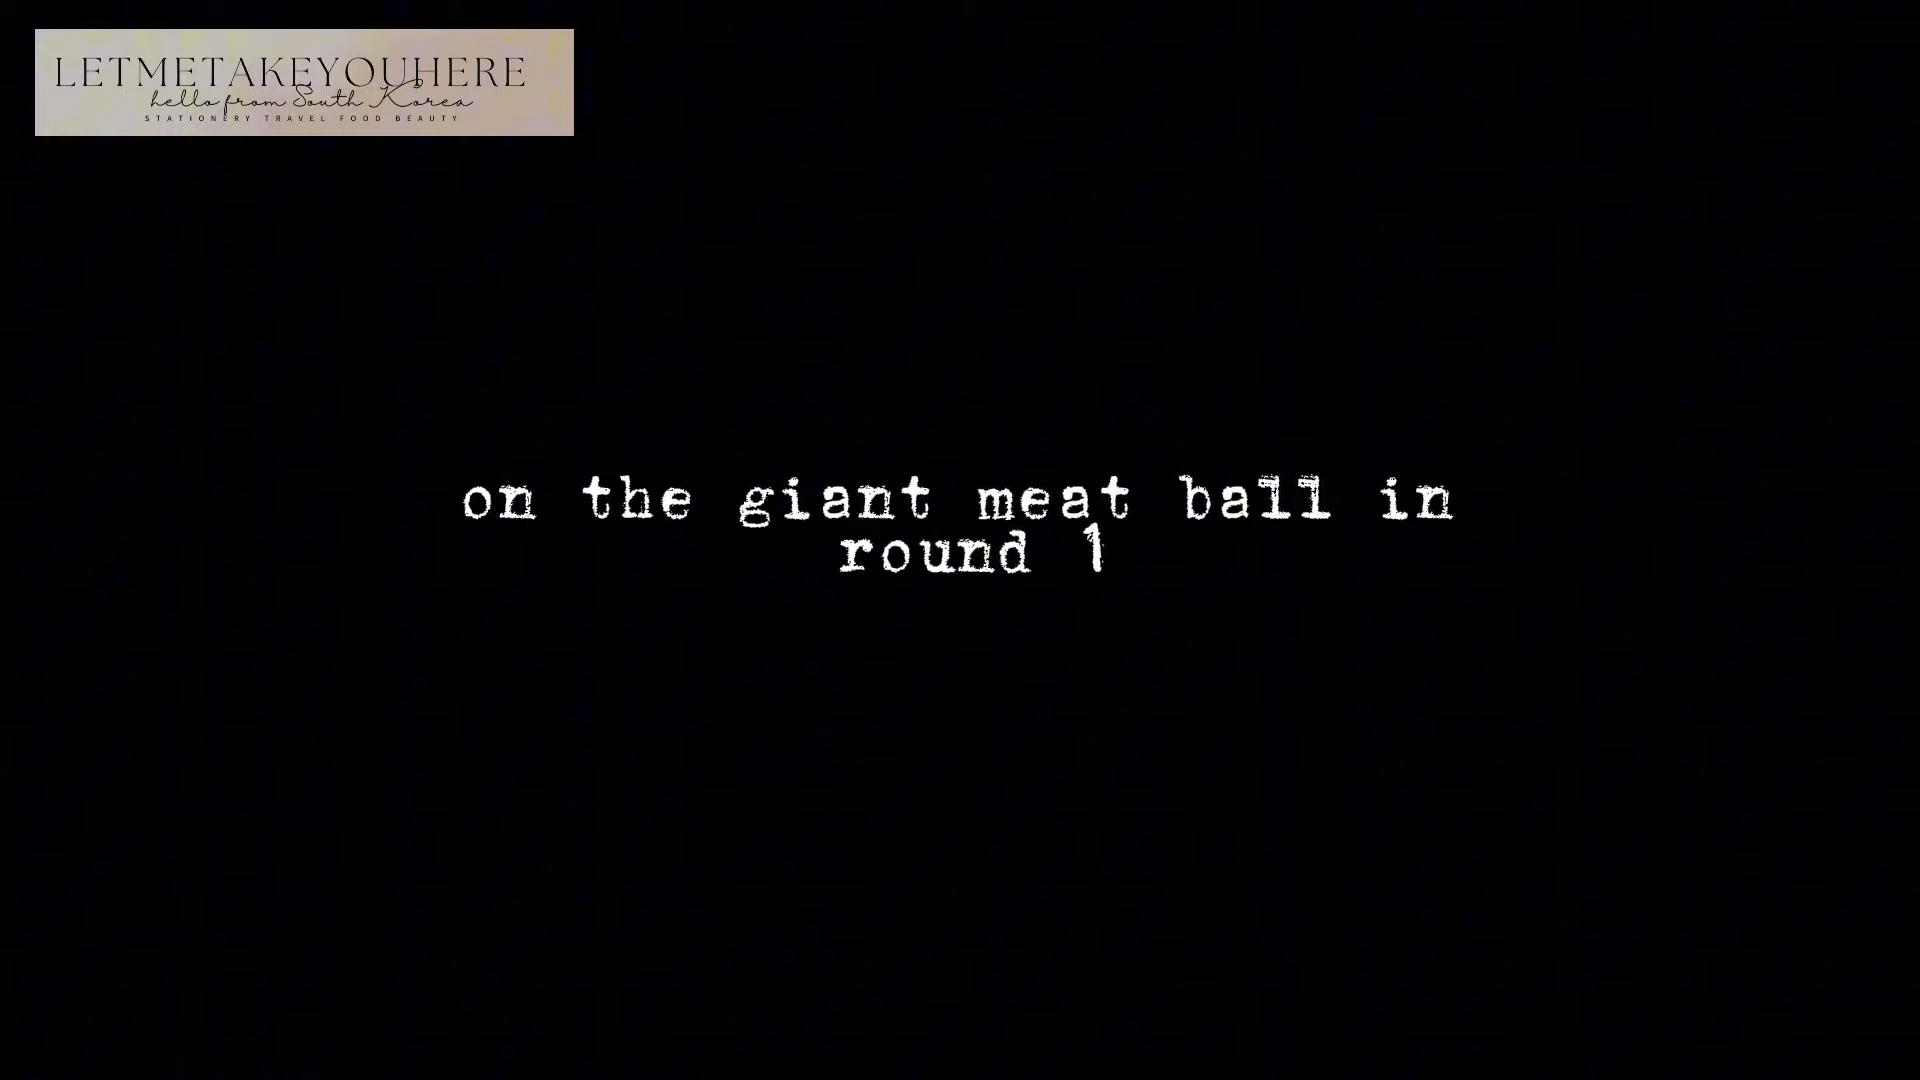 LETMETAKEYOUHERE
hello from South Korea
STATIONERY TRAVEL FOOD BEAUTY
on the giant meat ball in
round 1